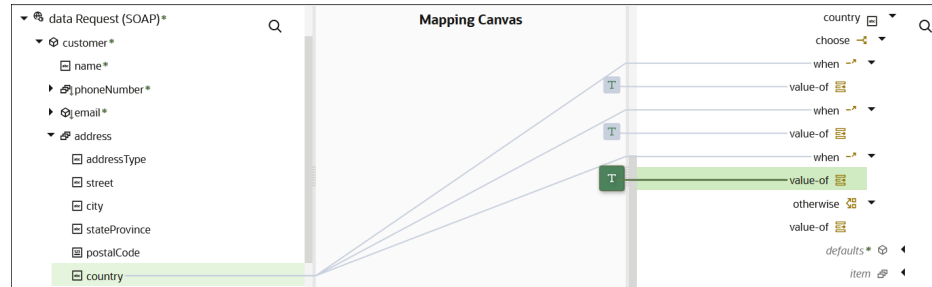 data Request (SOAP)*
customer*
name*
phoneNumber*
email*
address
addressType
street
city
stateProvince
postalCode
country
Mapping Canvas
T
T
T
country
choose
when
value-of
when
value-of
when
value-of
otherwise
value-of
defaults*
item